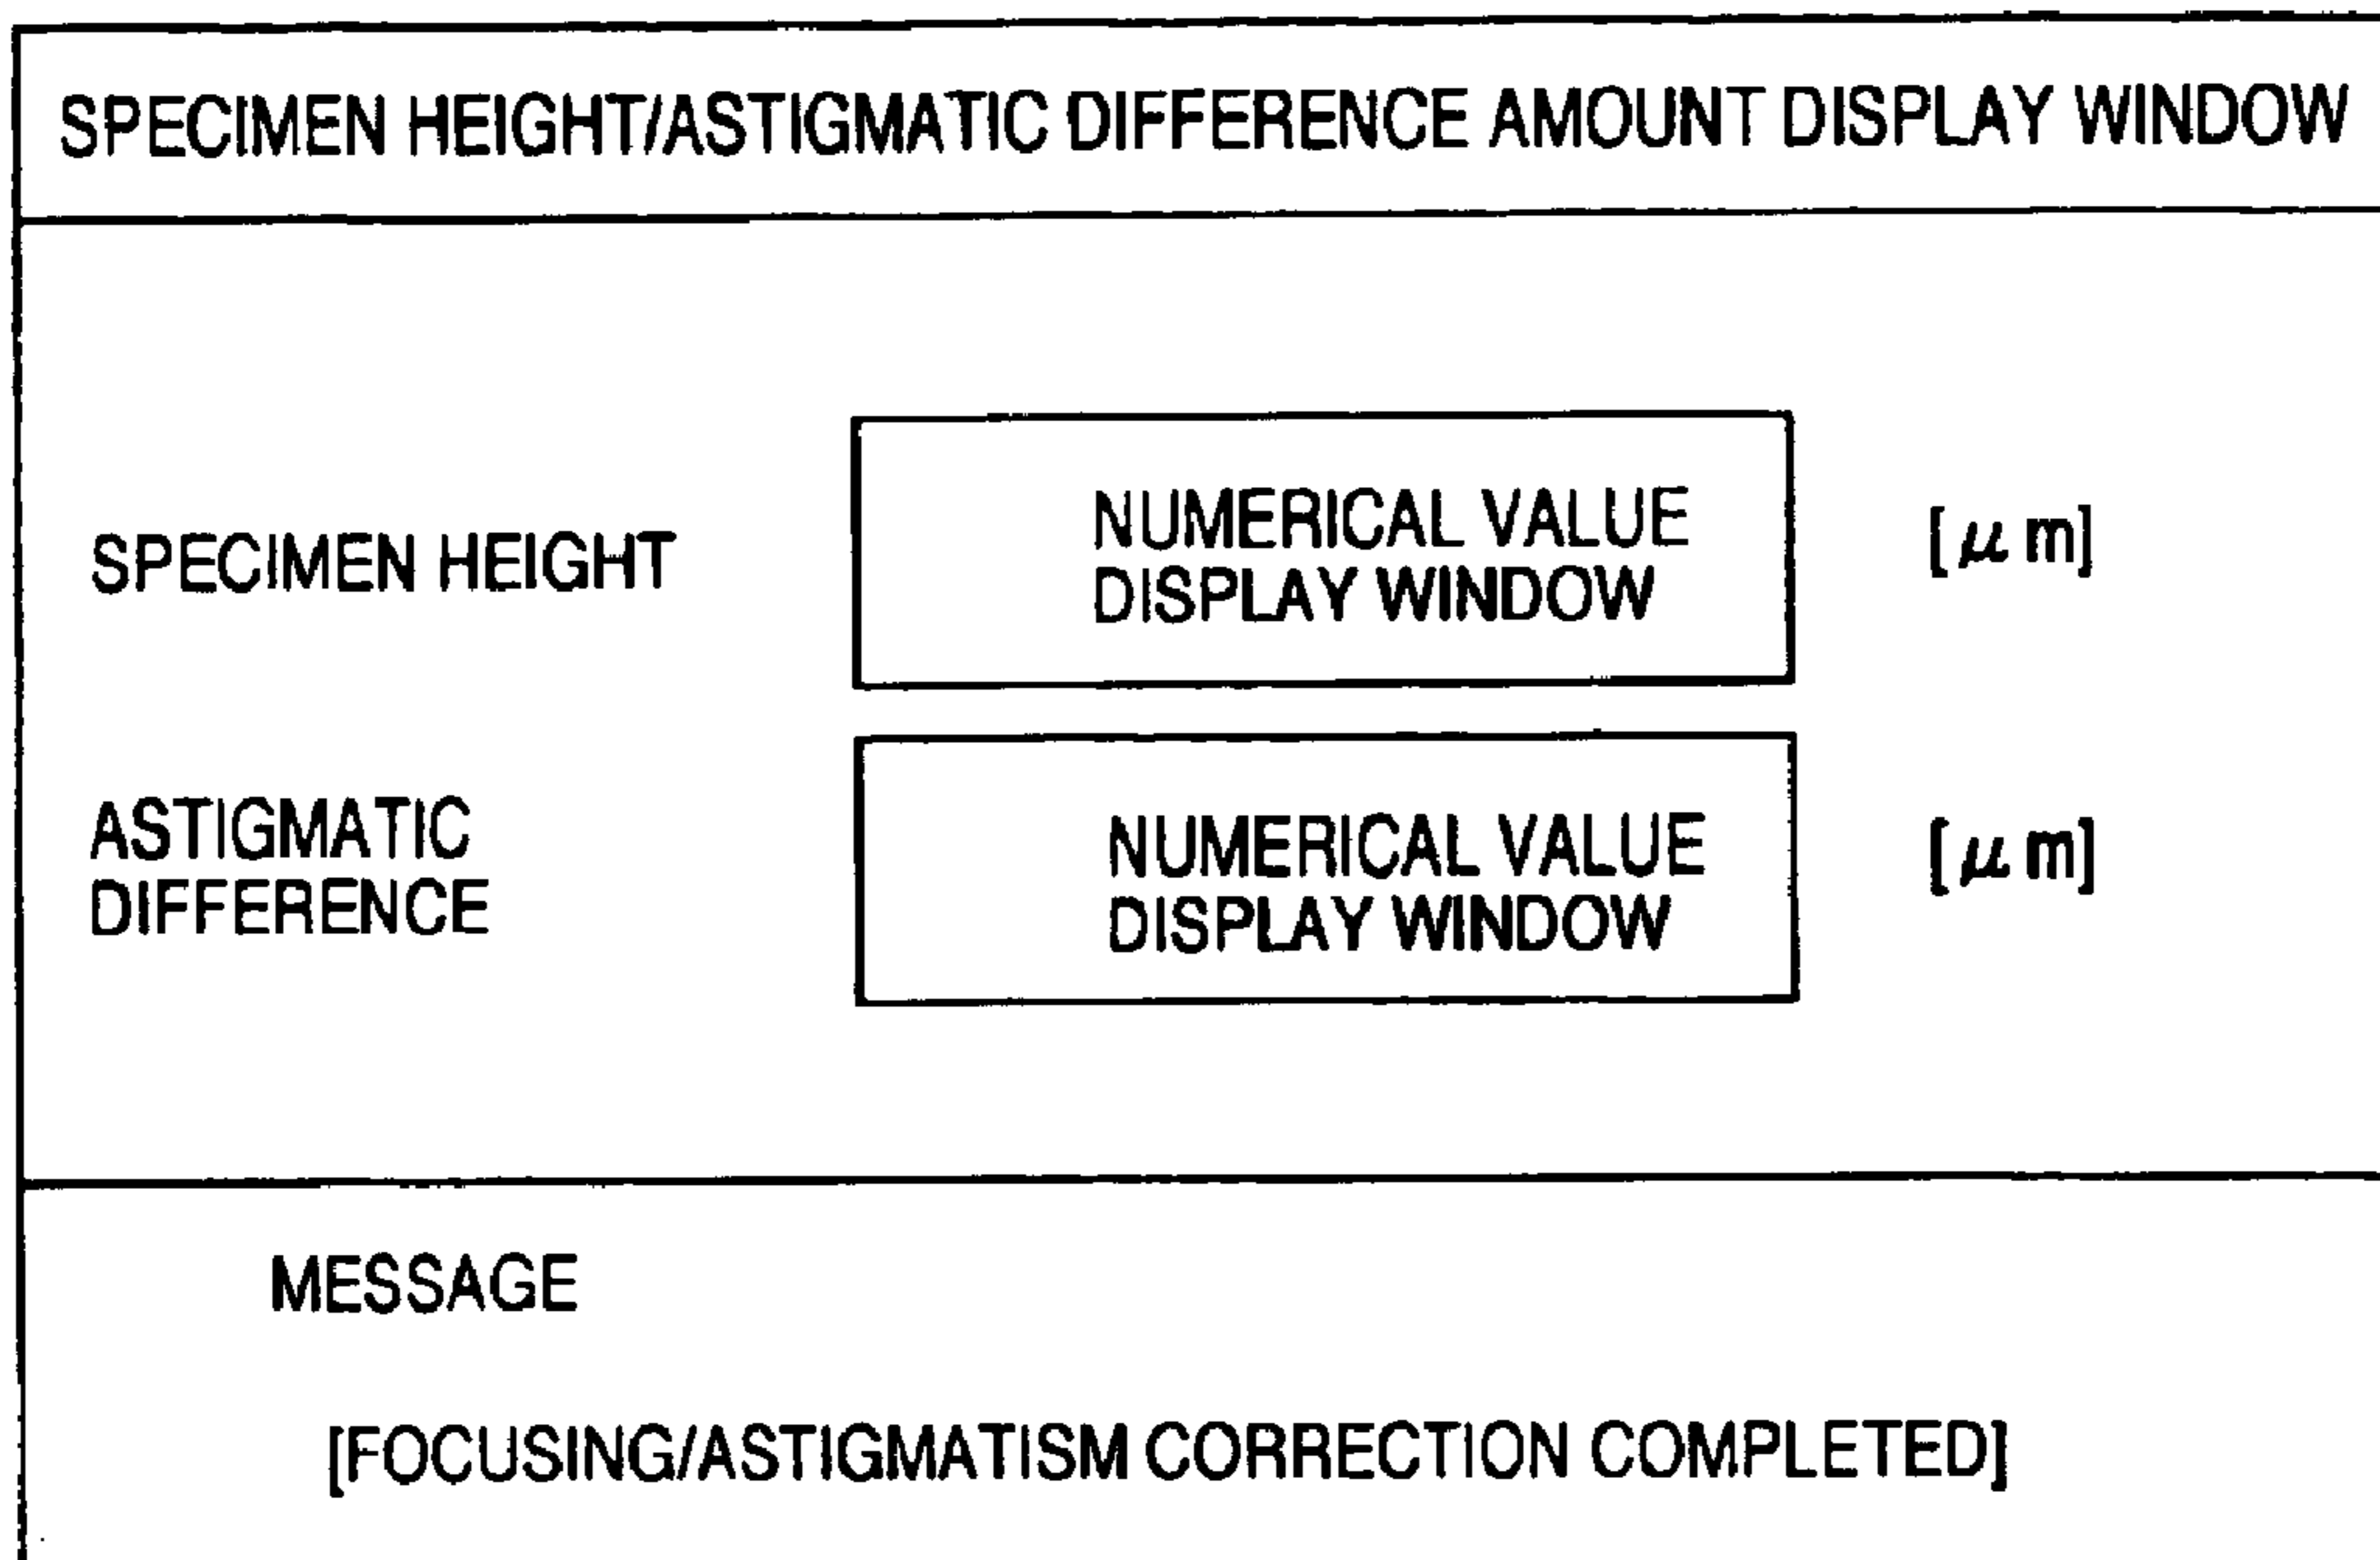 SPECIMEN HEIGHT/ASTIGMATIC DIFFERENCE AMOUNT DISPLAY WINDOW
SPECIMEN HEIGHT
NUMERICAL VALUE
DISPLAY WINDOW
[μm]
ASTIGMATIC
DIFFERENCE
NUMERICAL VALUE
DISPLAY WINDOW
[μm]
MESSAGE
[FOCUSING/ASTIGMATISM CORRECTION COMPLETED]